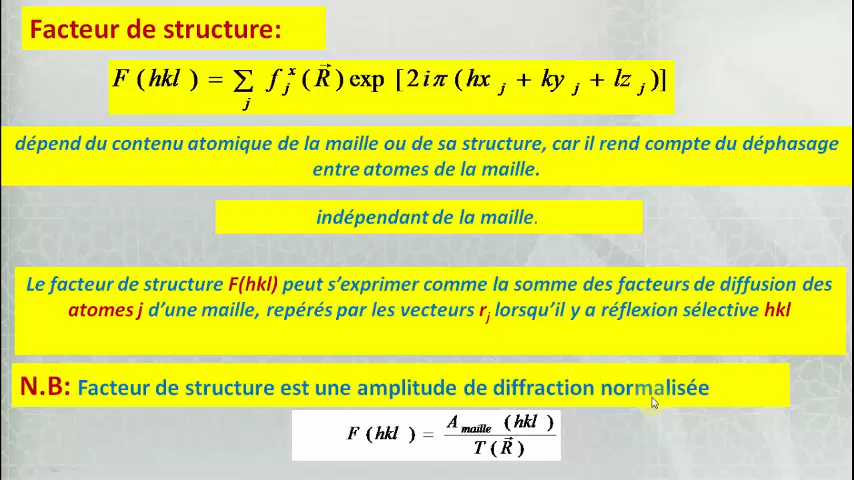 Facteur de structure:
F (hkl ) = ∑_j f_j^x (R⃗) exp [2 i π (hx_j + ky_j + lz_j)]
dépend du contenu atomique de la maille ou de sa structure, car il rend compte du déphasage
entre atomes de la maille.
indépendant de la maille.
Le facteur de structure F(hkl) peut s’exprimer comme la somme des facteurs de diffusion des
atomes j d’une maille, repérés par les vecteurs r_j lorsqu’il y a réflexion sélective hkl
N.B: Facteur de structure est une amplitude de diffraction normalisée
F (hkl ) = A_maille (hkl ) / T (R⃗ )